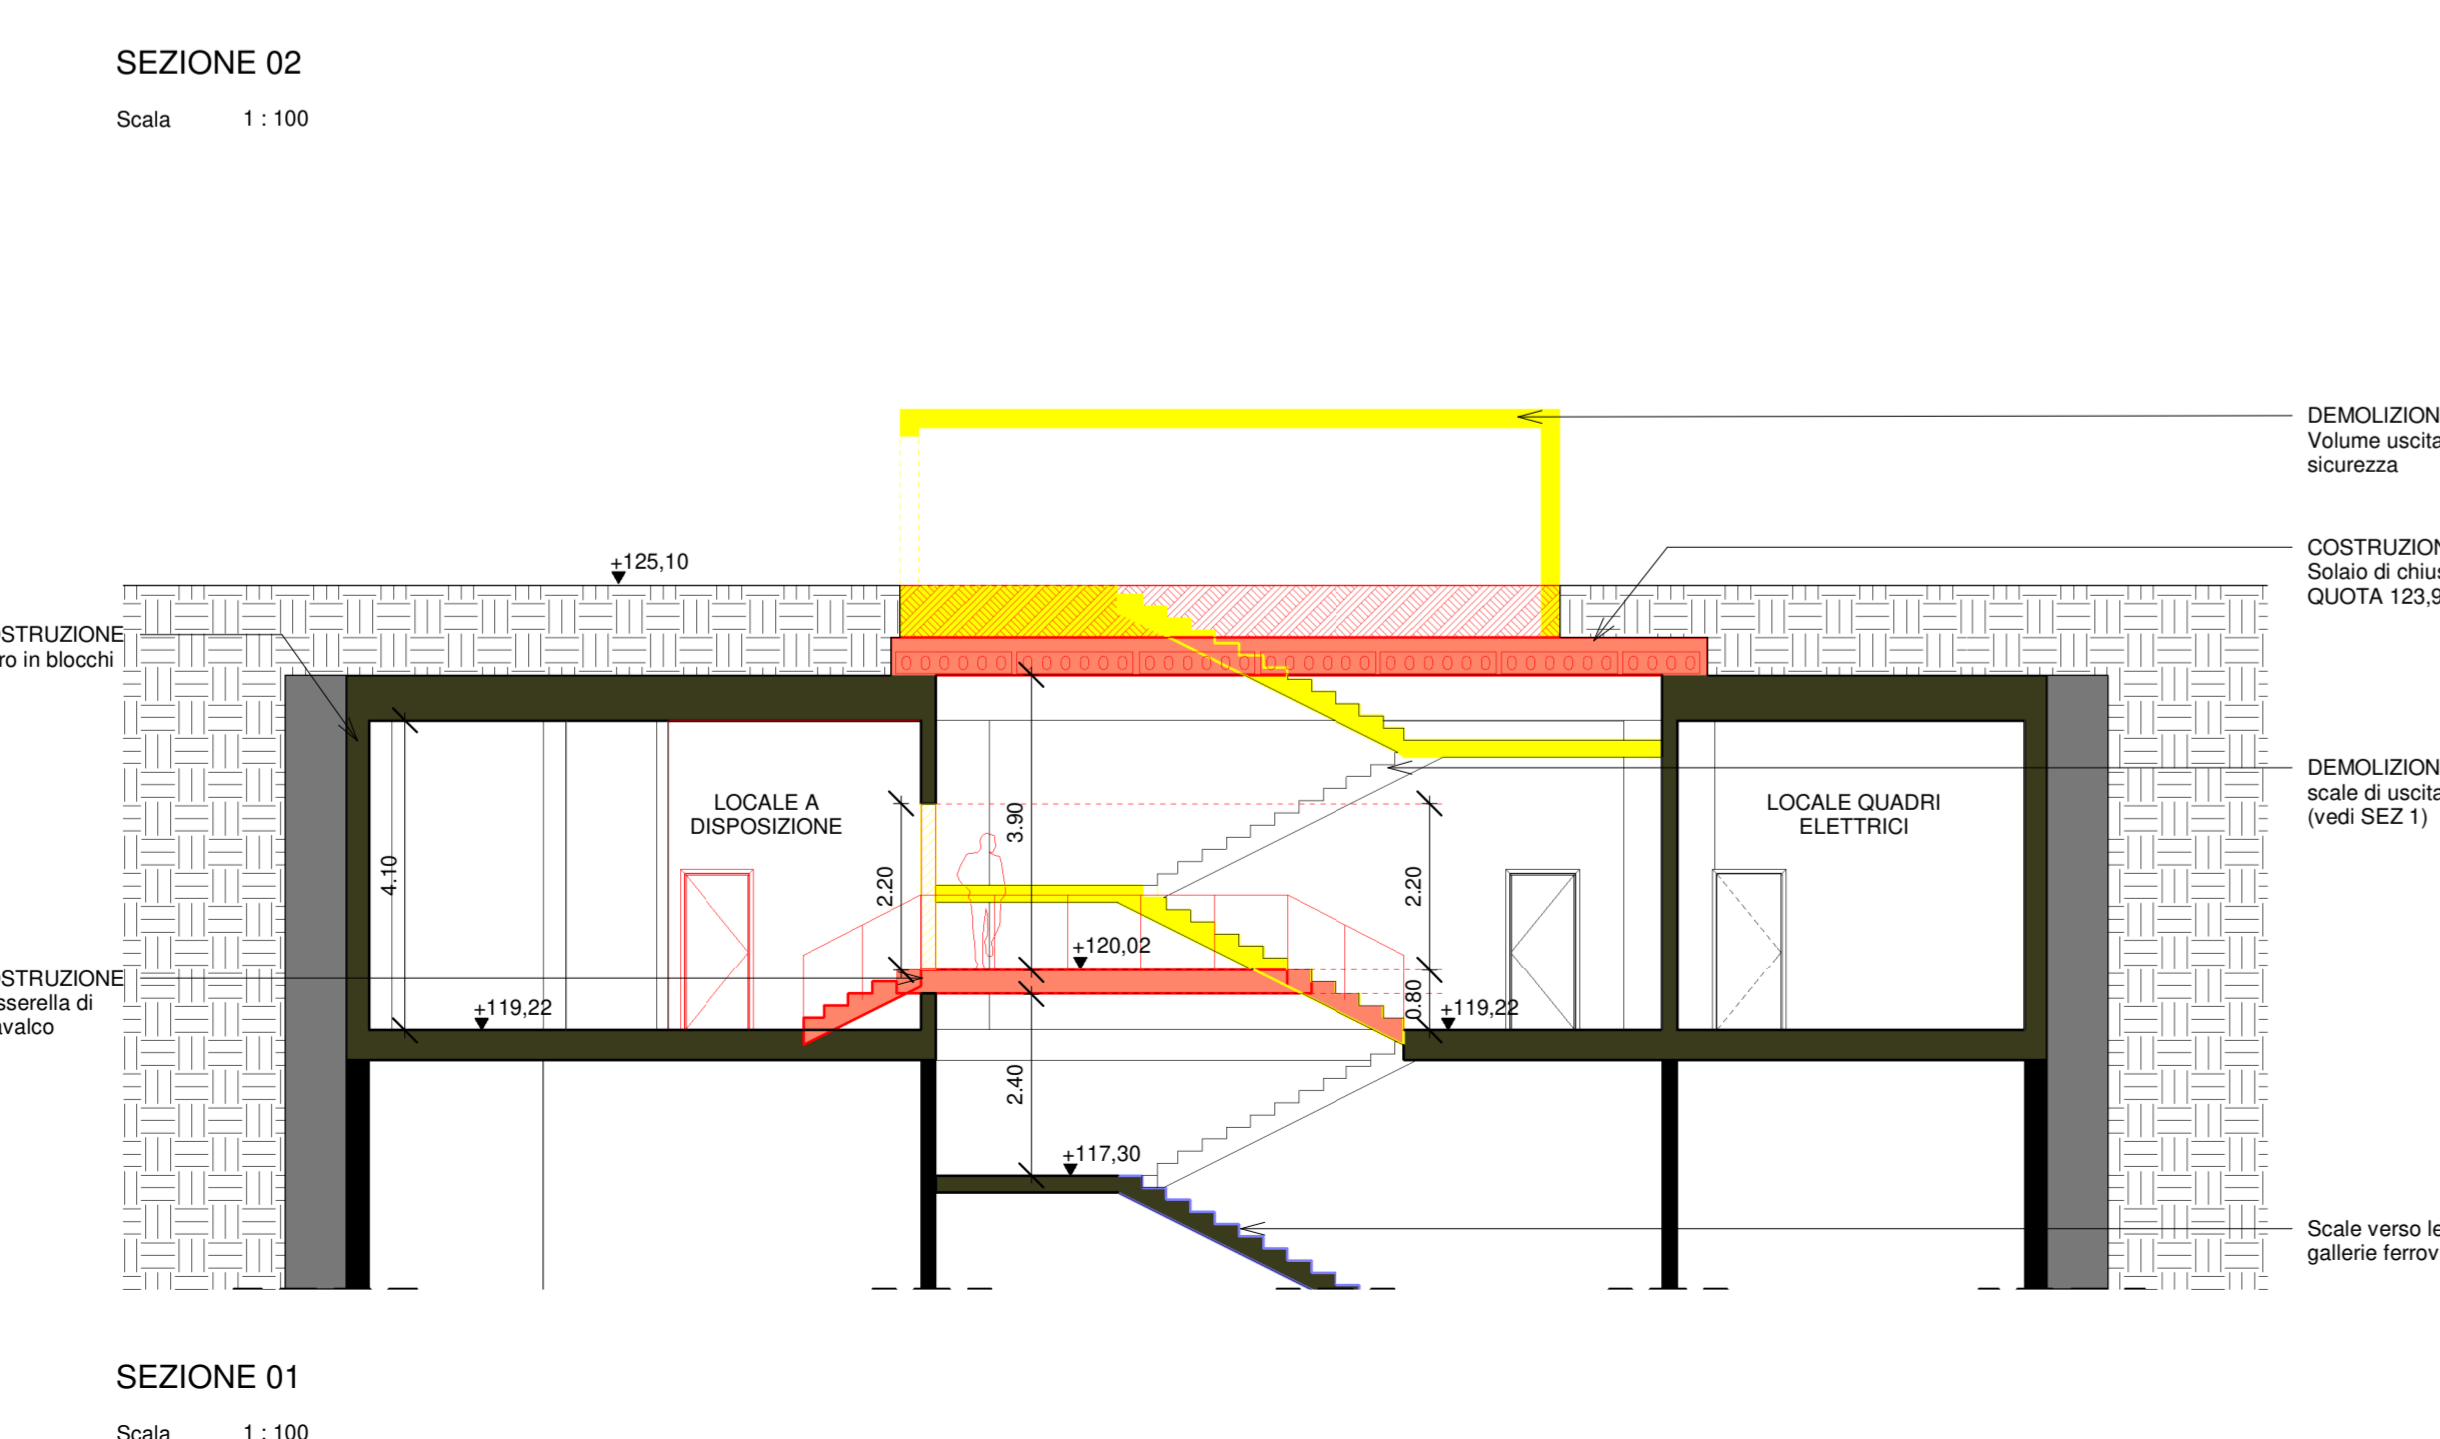 SEZIONE 02
Scala 1 : 100
DEMOLIZION
Volume uscita
sicurezza
COSTRUZION
Solaio di chius
QUOTA 123,9
+125,10
OSTRUZIONE
ro in blocchi
DEMOLIZION
scale di uscita
(vedi SEZ 1)
LOCALE A
DISPOSIZIONE
LOCALE QUADRI
ELETTRICI
3.90
4.10
2.20
2.20
+120,02
OSTRUZIONE
sserella di
avalco
+119,22
0.80
+119,22
2.40
+117,30
Scale verso le
gallerie ferrov
SEZIONE 01
Scala 1 : 100